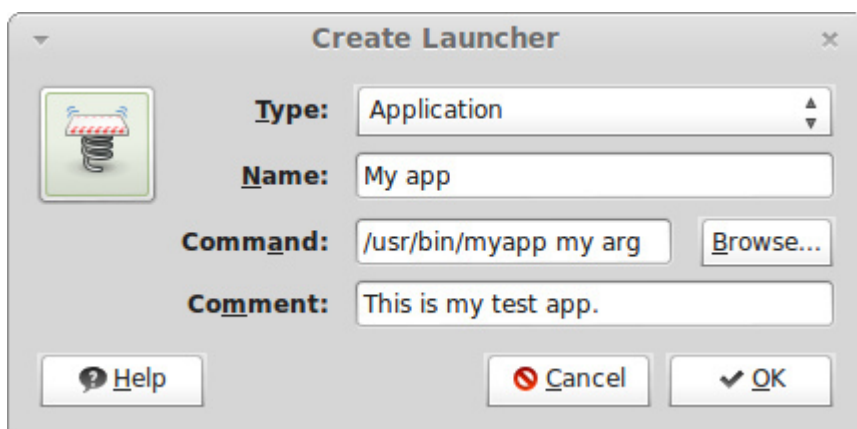 Create Launcher
Type: Application
Name: My app
Command: /usr/bin/myapp my arg Browse...
Comment: This is my test app.
Help Cancel OK